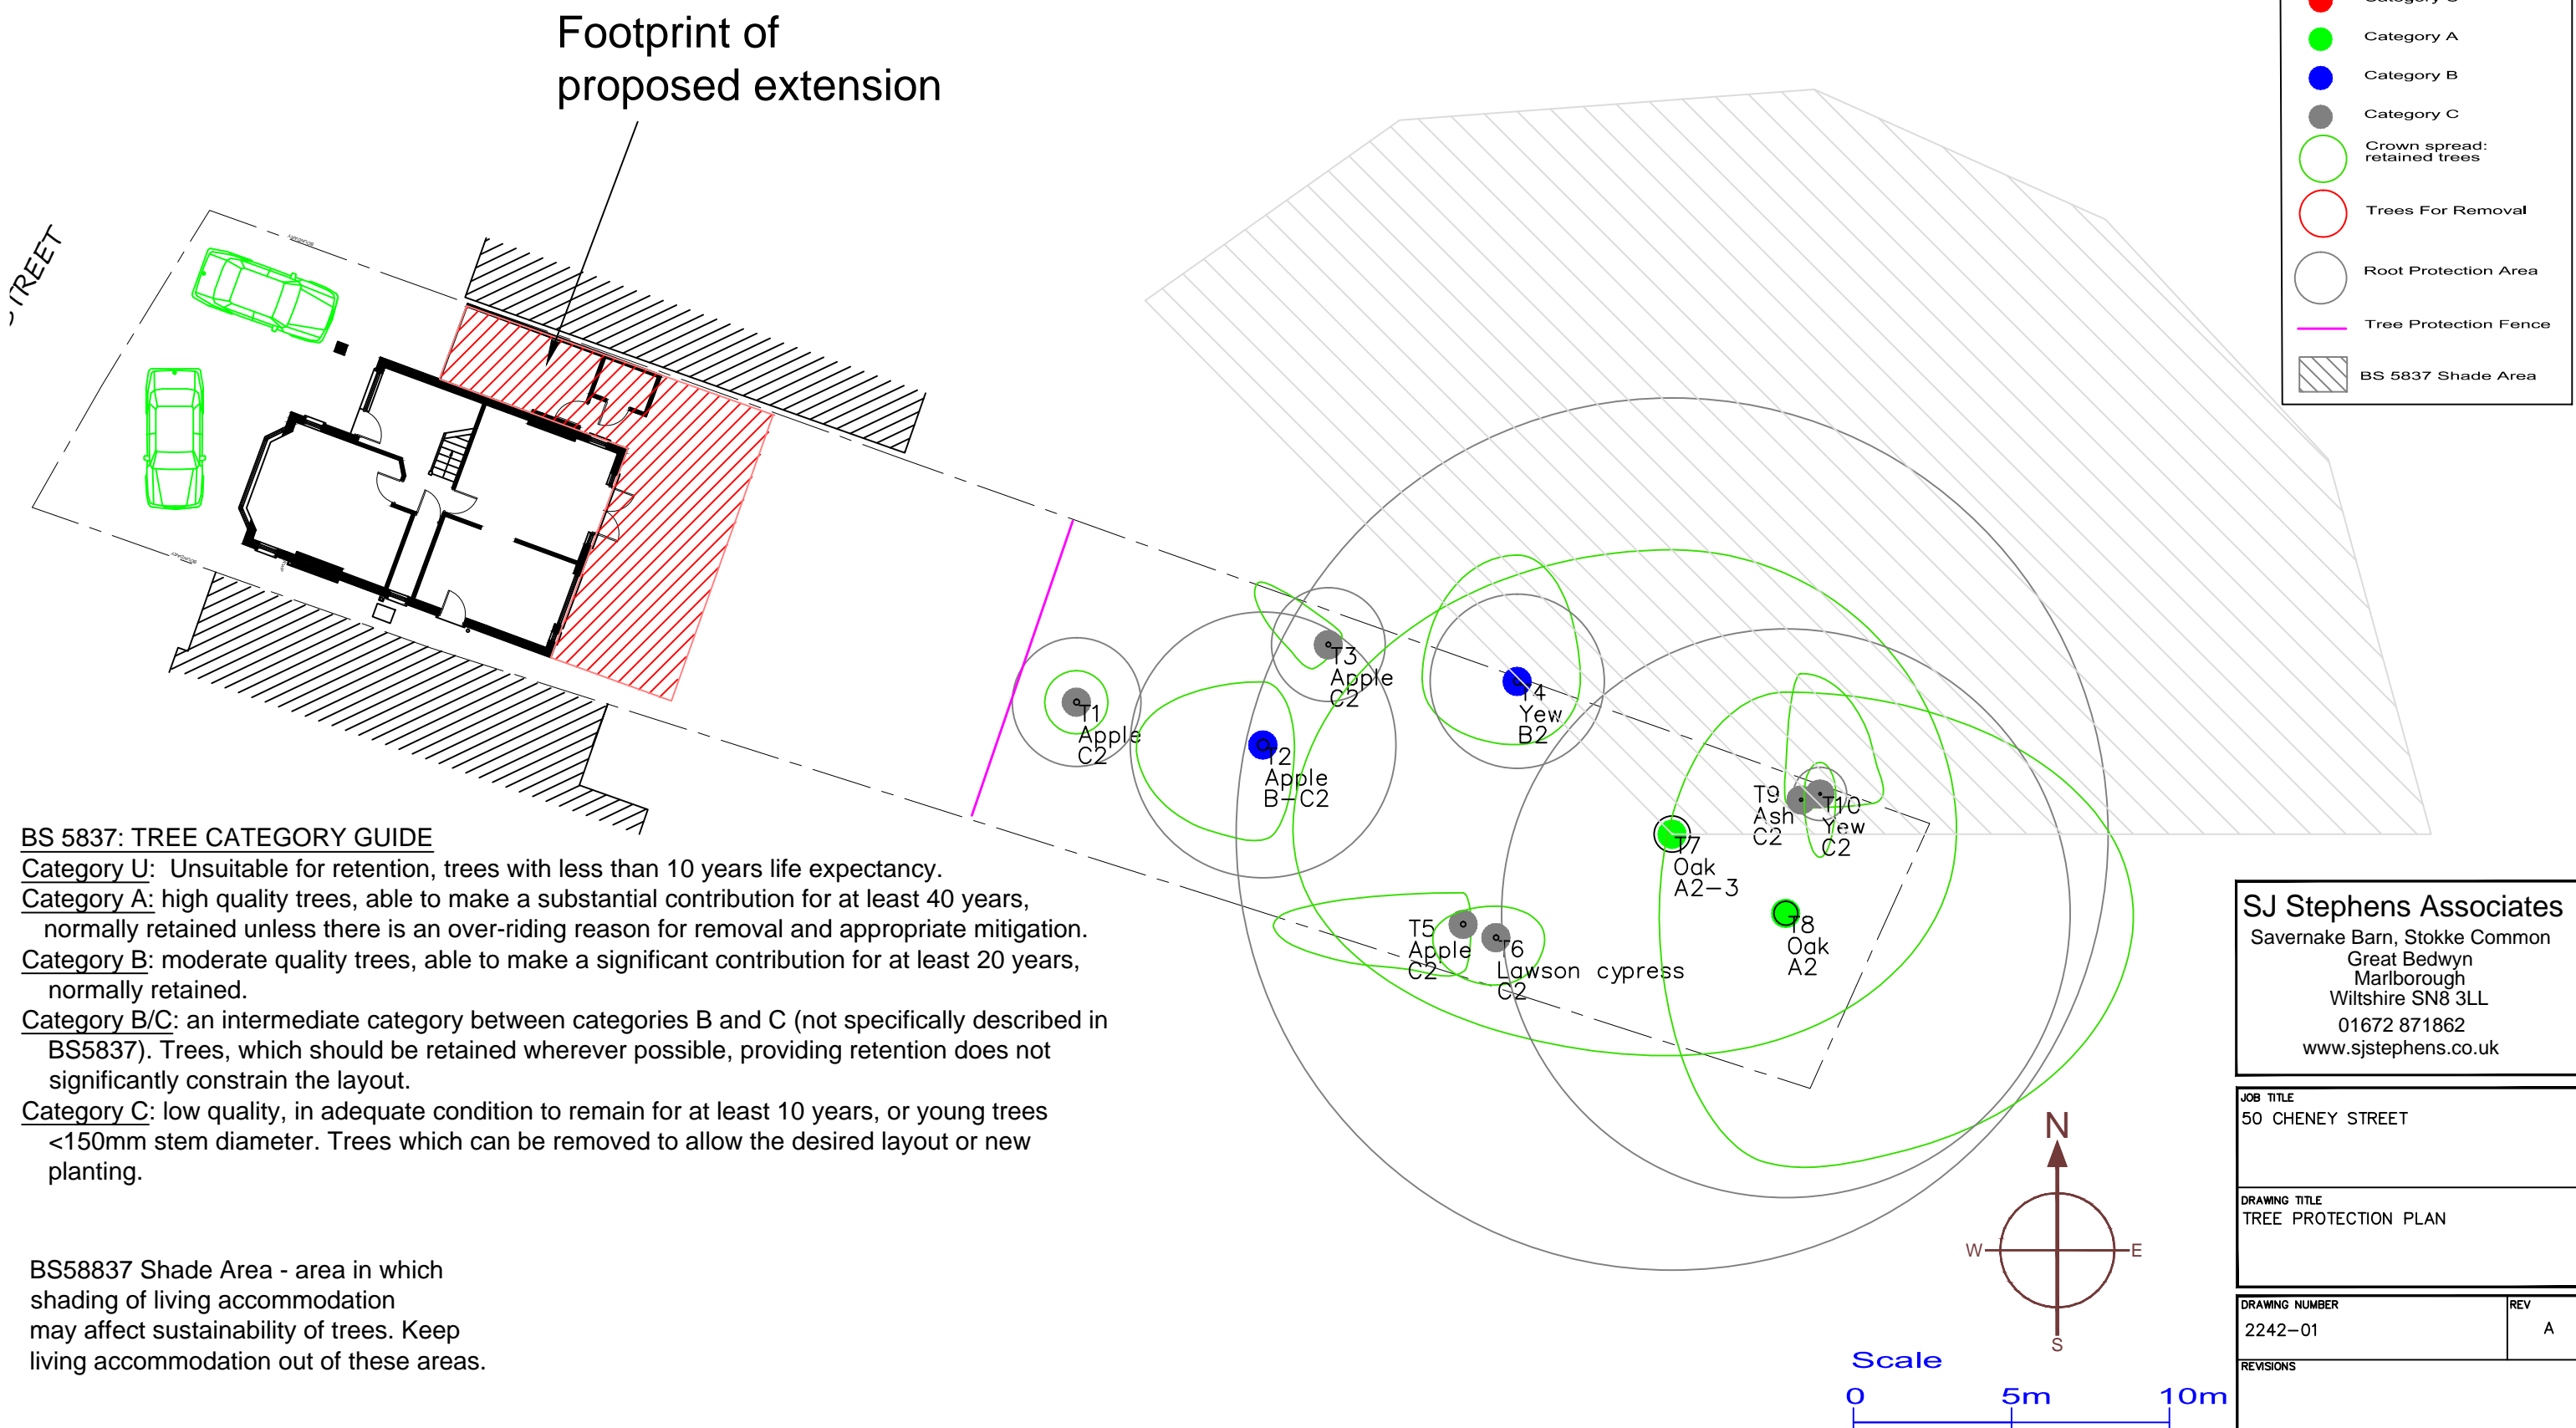 Footprint of
proposed extension
Category A
Category B
Category C
Crown spread:
retained trees
Trees For Removal
Root Protection Area
Tree Protection Fence
BS 5837 Shade Area
T1
Apple
C2
T2
Apple
B-C2
T3
Apple
C2
T4
Yew
B2
T5
Apple
C2
T6
Lawson cypress
C2
T7
Oak
A2-3
T8
Oak
A2
T9
Ash
C2
T10
Yew
C2
BS 5837: TREE CATEGORY GUIDE
Category U: Unsuitable for retention, trees with less than 10 years life expectancy.
Category A: high quality trees, able to make a substantial contribution for at least 40 years,
normally retained unless there is an over-riding reason for removal and appropriate mitigation.
Category B: moderate quality trees, able to make a significant contribution for at least 20 years,
normally retained.
Category B/C: an intermediate category between categories B and C (not specifically described in
BS5837). Trees, which should be retained wherever possible, providing retention does not
significantly constrain the layout.
Category C: low quality, in adequate condition to remain for at least 10 years, or young trees
<150mm stem diameter. Trees which can be removed to allow the desired layout or new
planting.
BS58837 Shade Area - area in which
shading of living accommodation
may affect sustainability of trees. Keep
living accommodation out of these areas.
N
W
E
S
Scale
0 5m 10m
SJ Stephens Associates
Savernake Barn, Stokke Common
Great Bedwyn
Marlborough
Wiltshire SN8 3LL
01672 871862
www.sjstephens.co.uk
JOB TITLE
50 CHENEY STREET
DRAWING TITLE
TREE PROTECTION PLAN
DRAWING NUMBER
2242-01
REV
A
REVISIONS